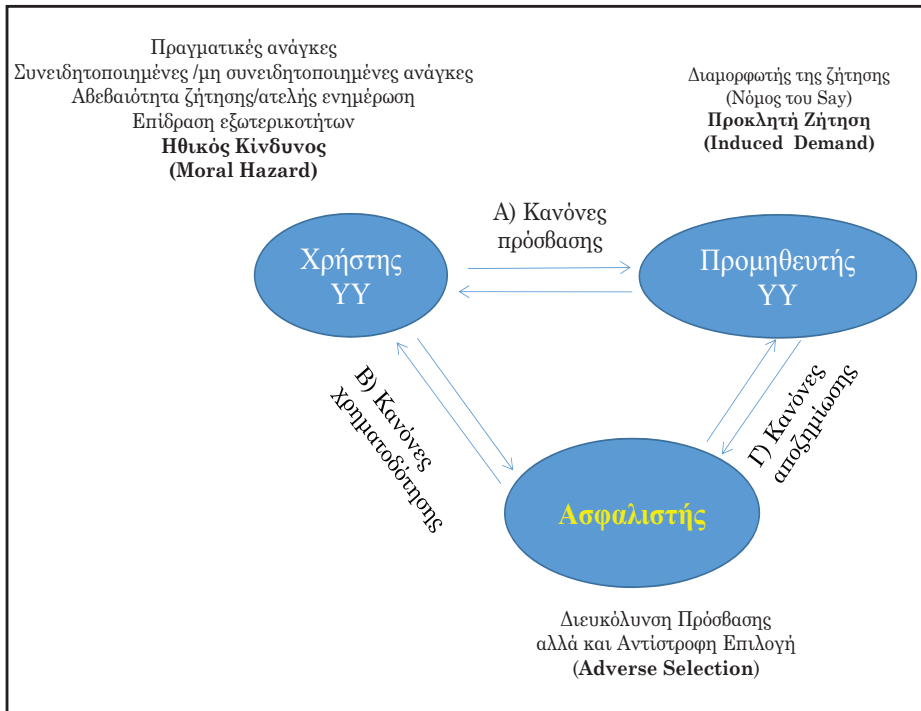 Πραγματικές ανάγκες
Συνειδητοποιημένες /μη συνειδητοποιημένες ανάγκες
Αβεβαιότητα ζήτησης/ατελής ενημέρωση
Επίδραση εξωτερικοτήτων
Ηθικός Κίνδυνος
(Moral Hazard)
Διαμορφωτής της ζήτησης
(Νόμος του Say)
Προκλητή Ζήτηση
(Induced Demand)
Α) Κανόνες
πρόσβασης
Χρήστης
ΥΥ
Προμηθευτής
ΥΥ
Β) Κανόνες
χρηματοδότησης
Γ) Κανόνες
αποζημίωσης
Ασφαλιστής
Διευκόλυνση Πρόσβασης
αλλά και Αντίστροφη Επιλογή
(Adverse Selection)